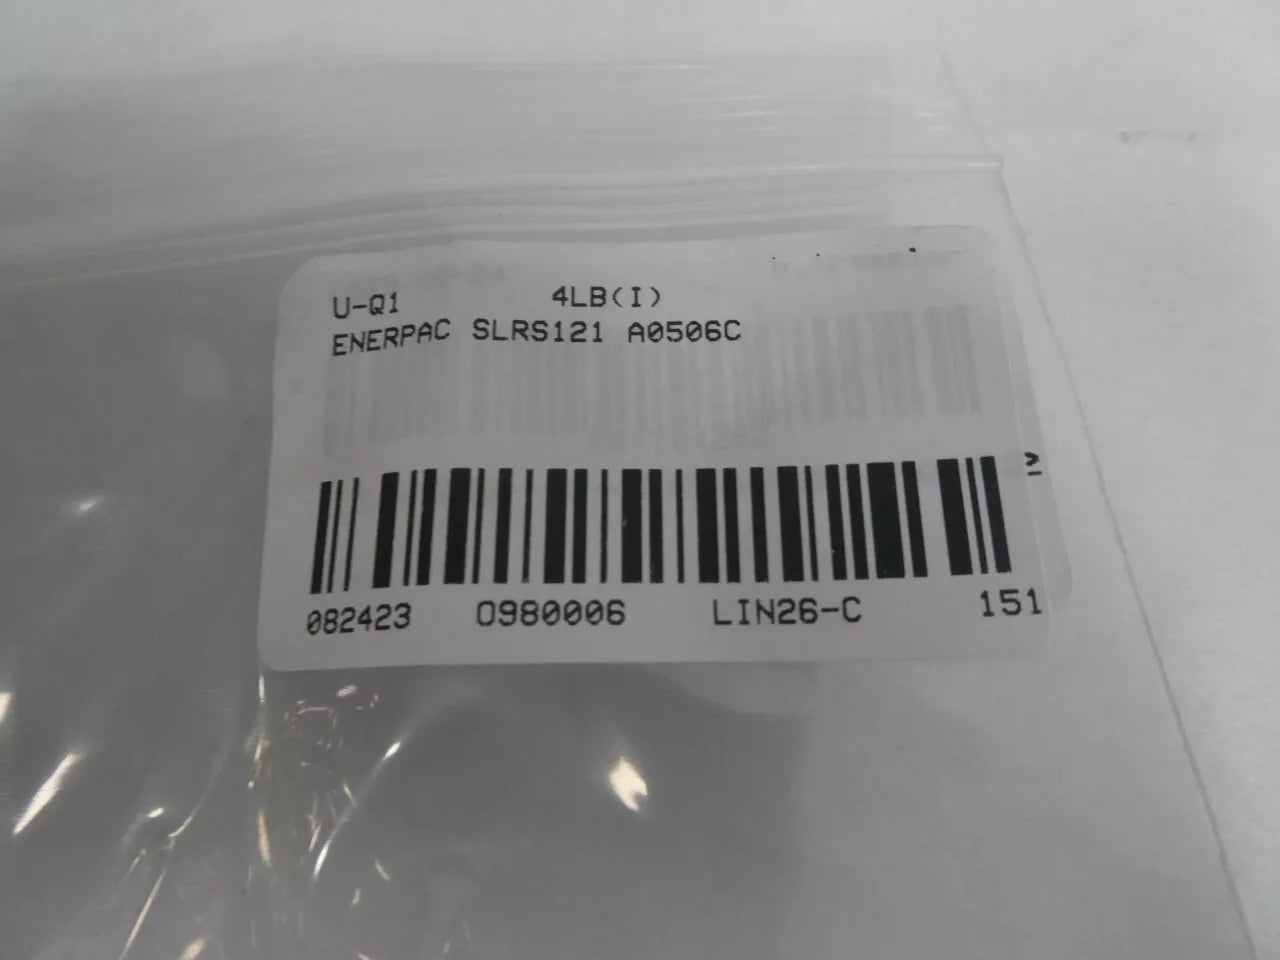 U-Q1 4LB(I)
ENERPAC SLRS121 A0506C
082423 0980006 LIN26-C 151